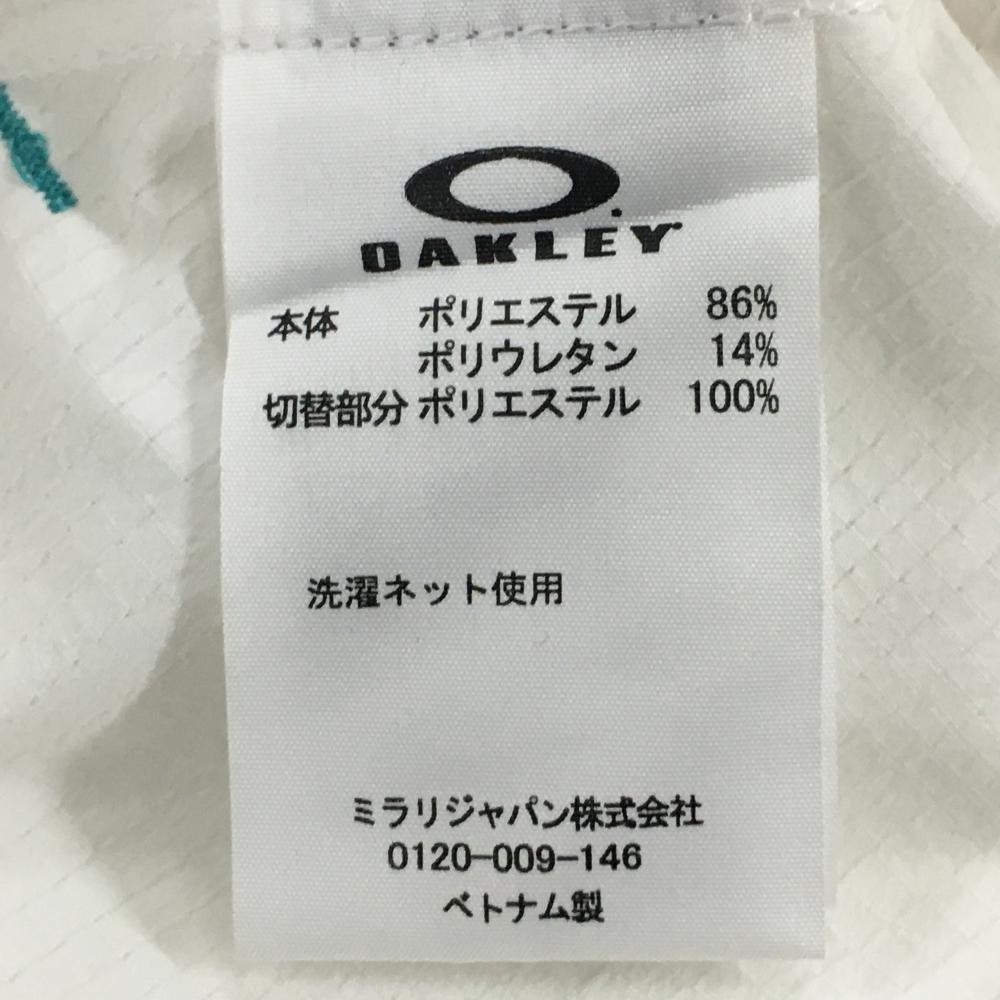 OAKLEY
本体 ポリエステル 86%
ポリウレタン 14%
切替部分 ポリエステル 100%
洗濯ネット使用
ミラリジャパン株式会社
0120-009-146
ベトナム製